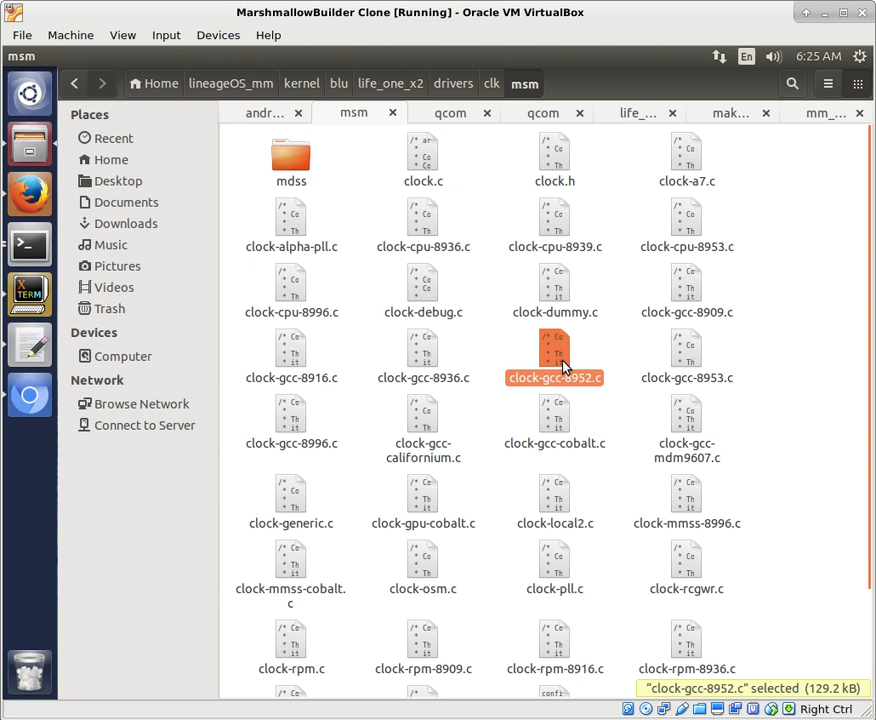 MarshmallowBuilder Clone [Running] - Oracle VM VirtualBox
File Machine View Input Devices Help
msm En 6:25 AM
Home lineageOS_mm kernel blu life_one_x2 drivers clk msm
Places andr... msm qcom qcom life_... mak... mm_...
Recent
Home
Desktop
Documents
Downloads
Music
Pictures
Videos
Trash
Devices
Computer
Network
Browse Network
Connect to Server
XTERM
mdss clock.c clock.h clock-a7.c
clock-alpha-pll.c clock-cpu-8936.c clock-cpu-8939.c clock-cpu-8953.c
clock-cpu-8996.c clock-debug.c clock-dummy.c clock-gcc-8909.c
clock-gcc-8916.c clock-gcc-8936.c clock-gcc-8952.c clock-gcc-8953.c
clock-gcc-8996.c clock-gcc-californium.c clock-gcc-cobalt.c clock-gcc-mdm9607.c
clock-generic.c clock-gpu-cobalt.c clock-local2.c clock-mmss-8996.c
clock-mmss-cobalt.c clock-osm.c clock-pll.c clock-rcgwr.c
clock-rpm.c clock-rpm-8909.c clock-rpm-8916.c clock-rpm-8936.c
"clock-gcc-8952.c" selected (129.2 kB)
Right Ctrl